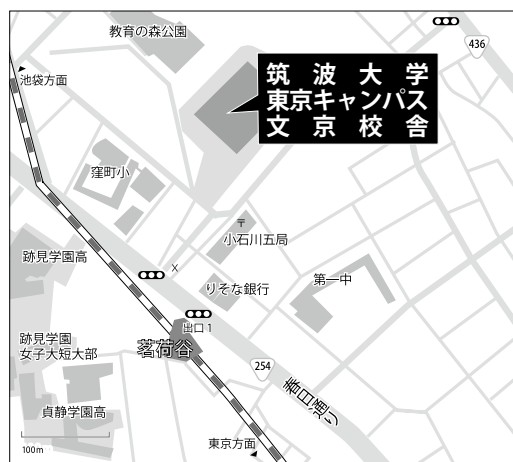 教育の森公園
436
池袋方面
筑波大学
東京キャンパス
文京校舎
窪町小
〒
小石川五局
跡見学園高
X
りそな銀行
第一中
出口1
茗荷谷
跡見学園
女子大短大部
254
春日通り
貞静学園高
東京方面
100m